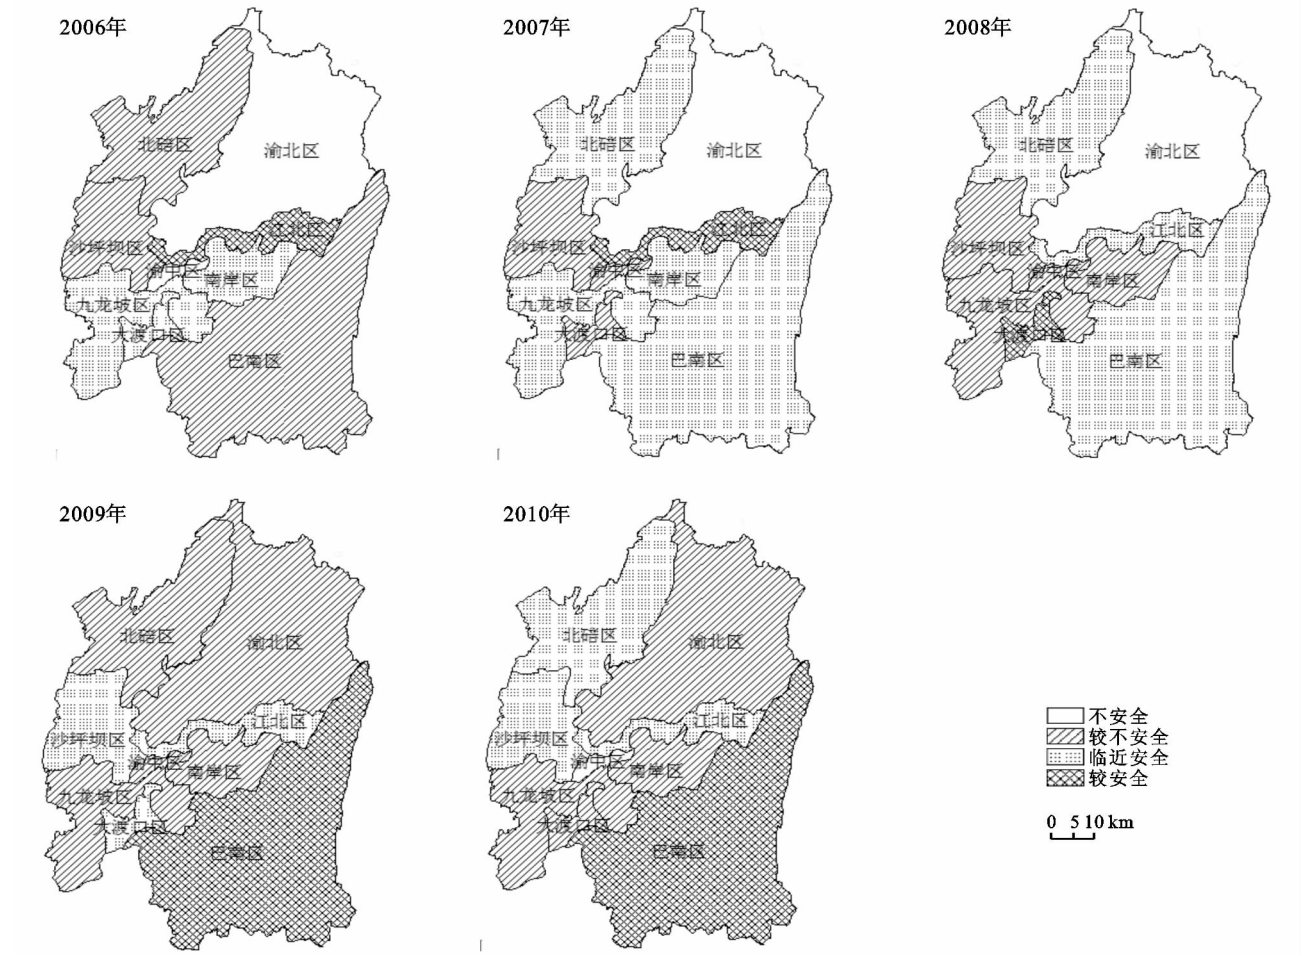 2006年
北碚区
渝北区
江北区
沙坪坝区
渝中区
南岸区
九龙坡区
大渡口区
巴南区
2007年
北碚区
渝北区
江北区
沙坪坝区
渝中区
南岸区
九龙坡区
大渡口区
巴南区
2008年
北碚区
渝北区
江北区
沙坪坝区
渝中区
南岸区
九龙坡区
大渡口区
巴南区
2009年
北碚区
渝北区
江北区
沙坪坝区
渝中区
南岸区
九龙坡区
大渡口区
巴南区
2010年
北碚区
渝北区
江北区
沙坪坝区
渝中区
南岸区
九龙坡区
大渡口区
巴南区
不安全
较不安全
临近安全
较安全
0 5 10 km